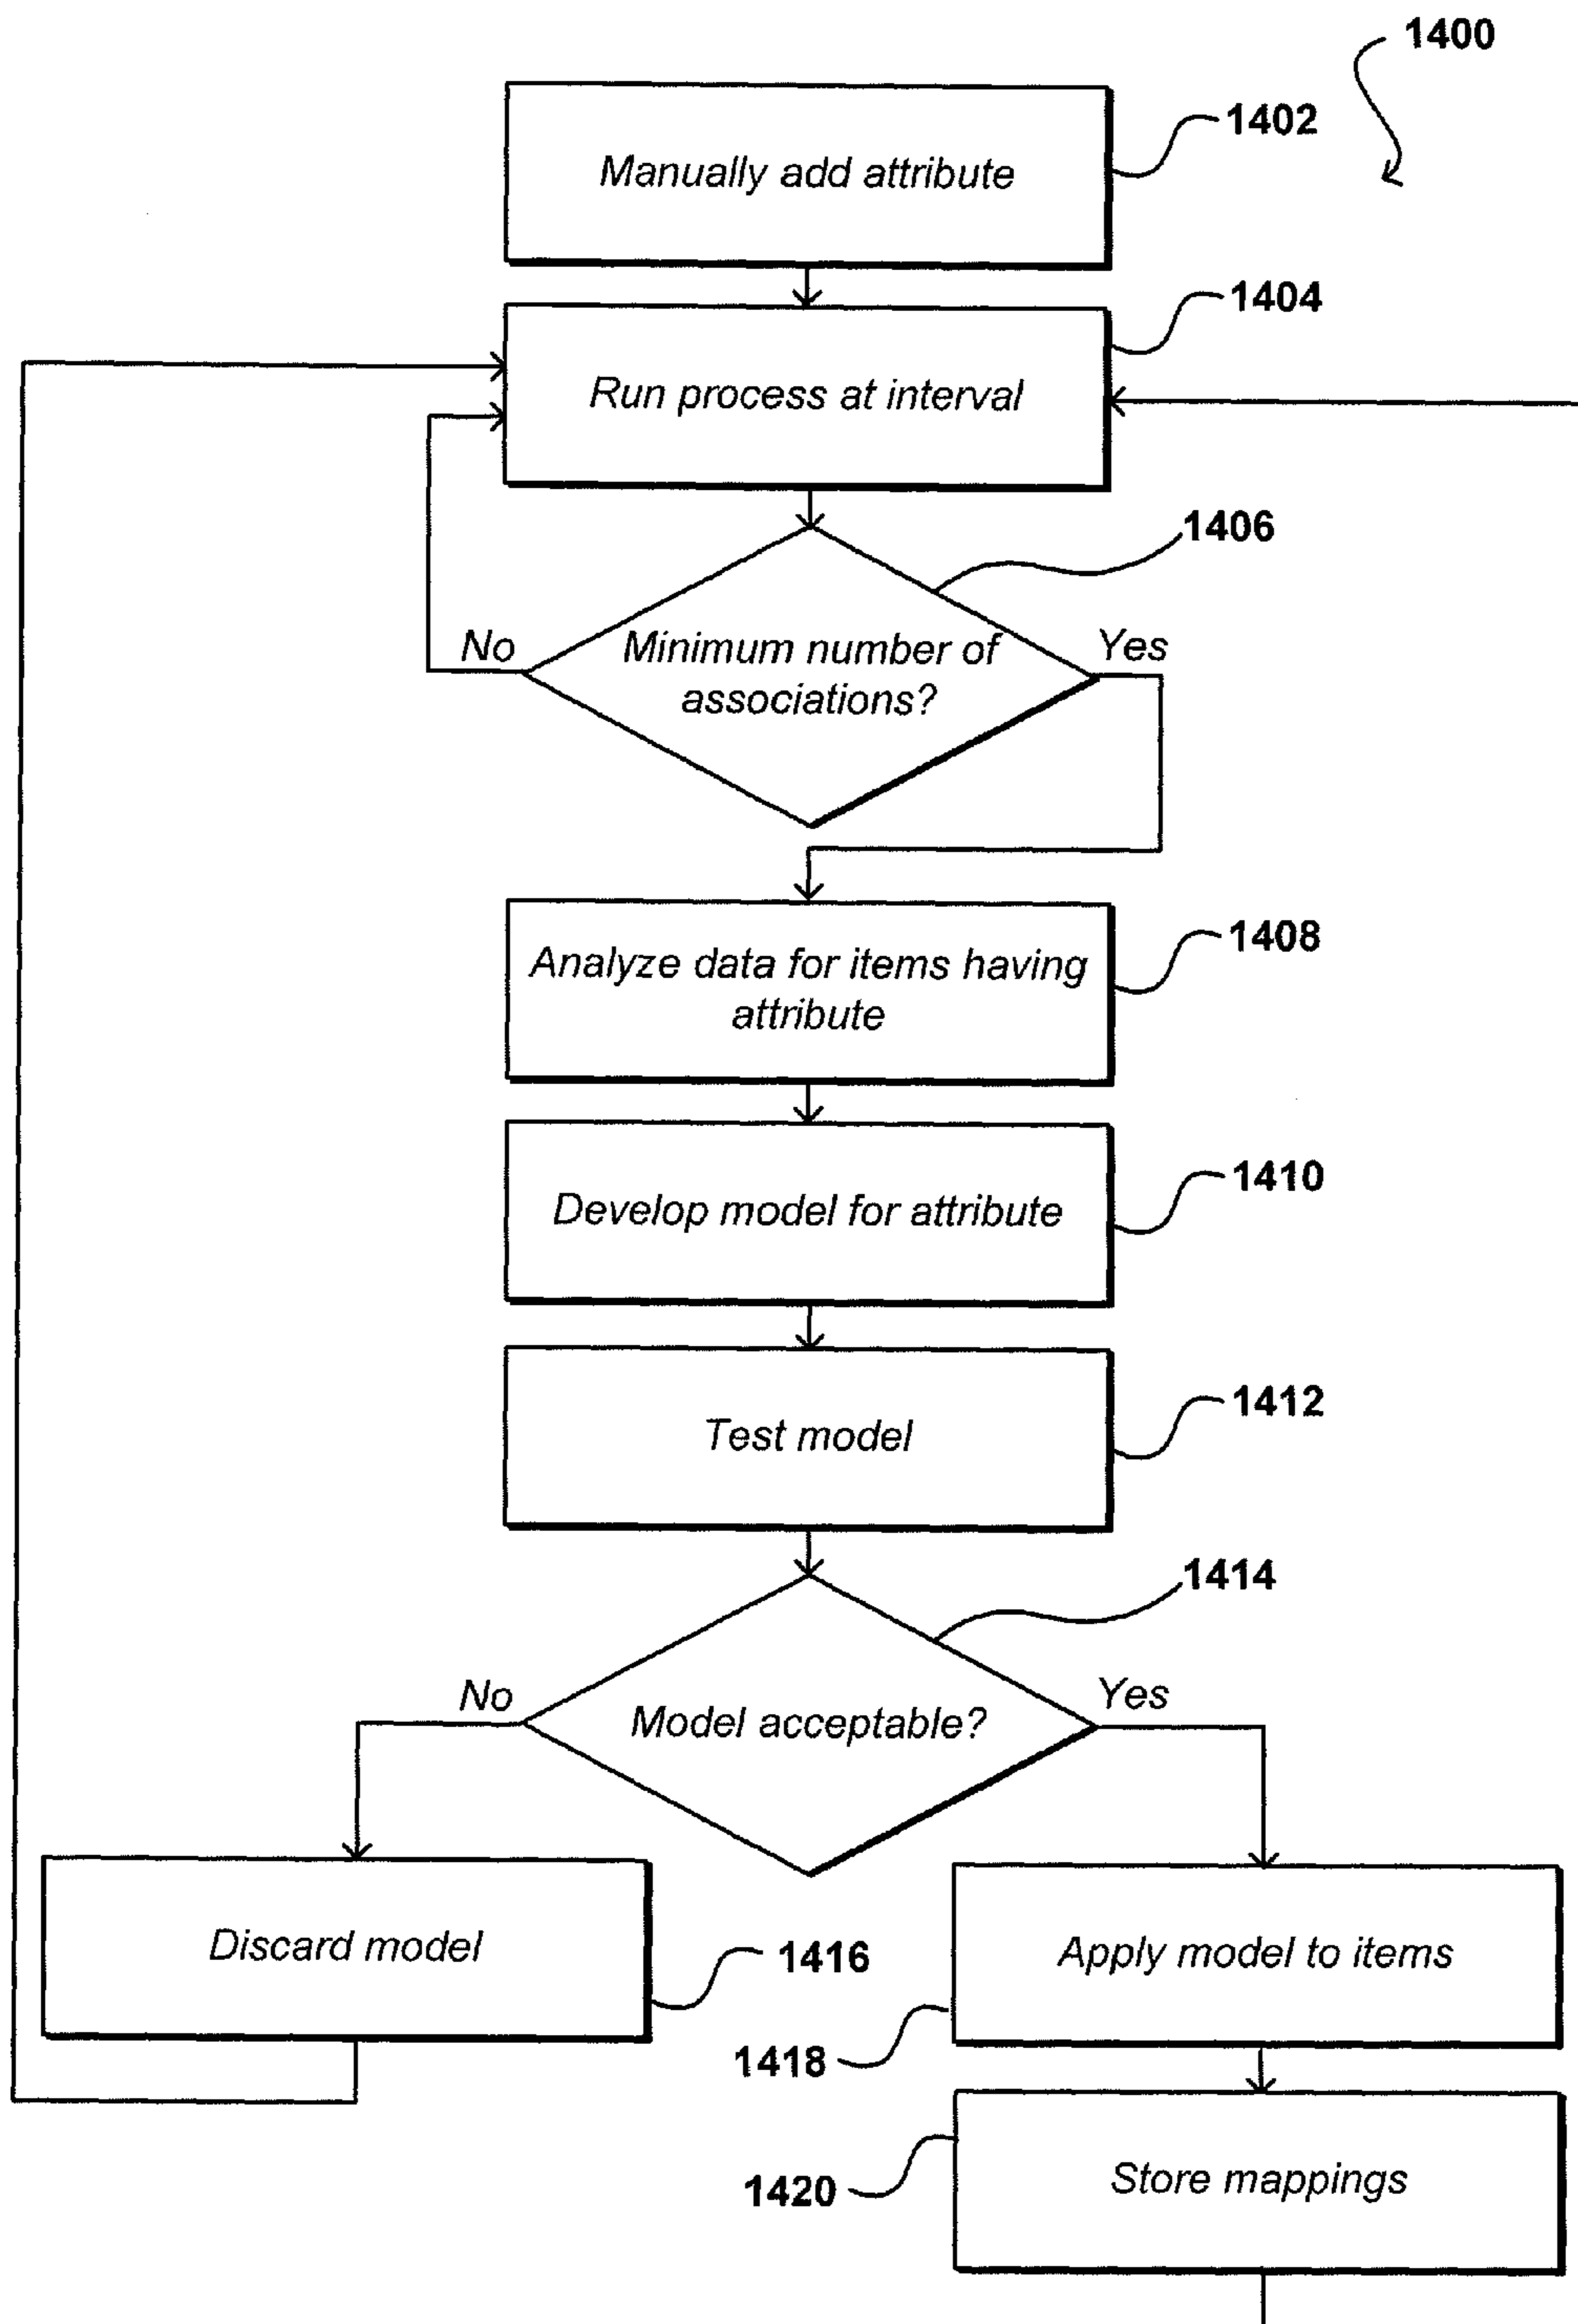 1400
1402
Manually add attribute
1404
Run process at interval
1406
No
Minimum number of
associations?
Yes
1408
Analyze data for items having
attribute
1410
Develop model for attribute
1412
Test model
1414
No
Model acceptable?
Yes
Discard model
1416
Apply model to items
1418
Store mappings
1420